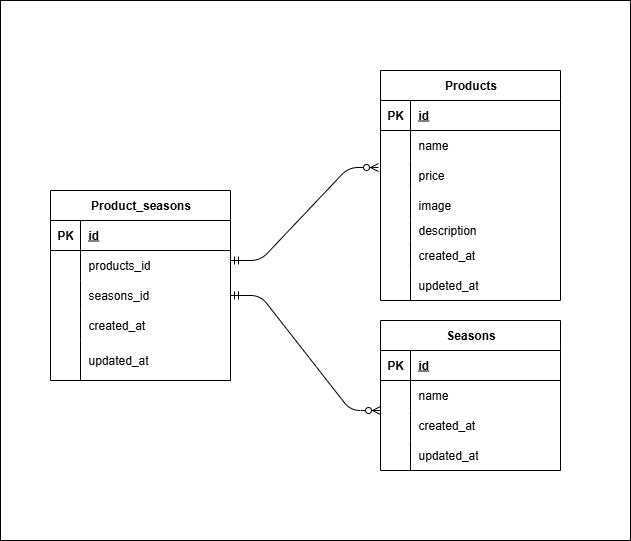 Products
PK id
name
price
image
description
created_at
updeted_at
Product_seasons
PK id
products_id
seasons_id
created_at
updated_at
Seasons
PK id
name
created_at
updated_at